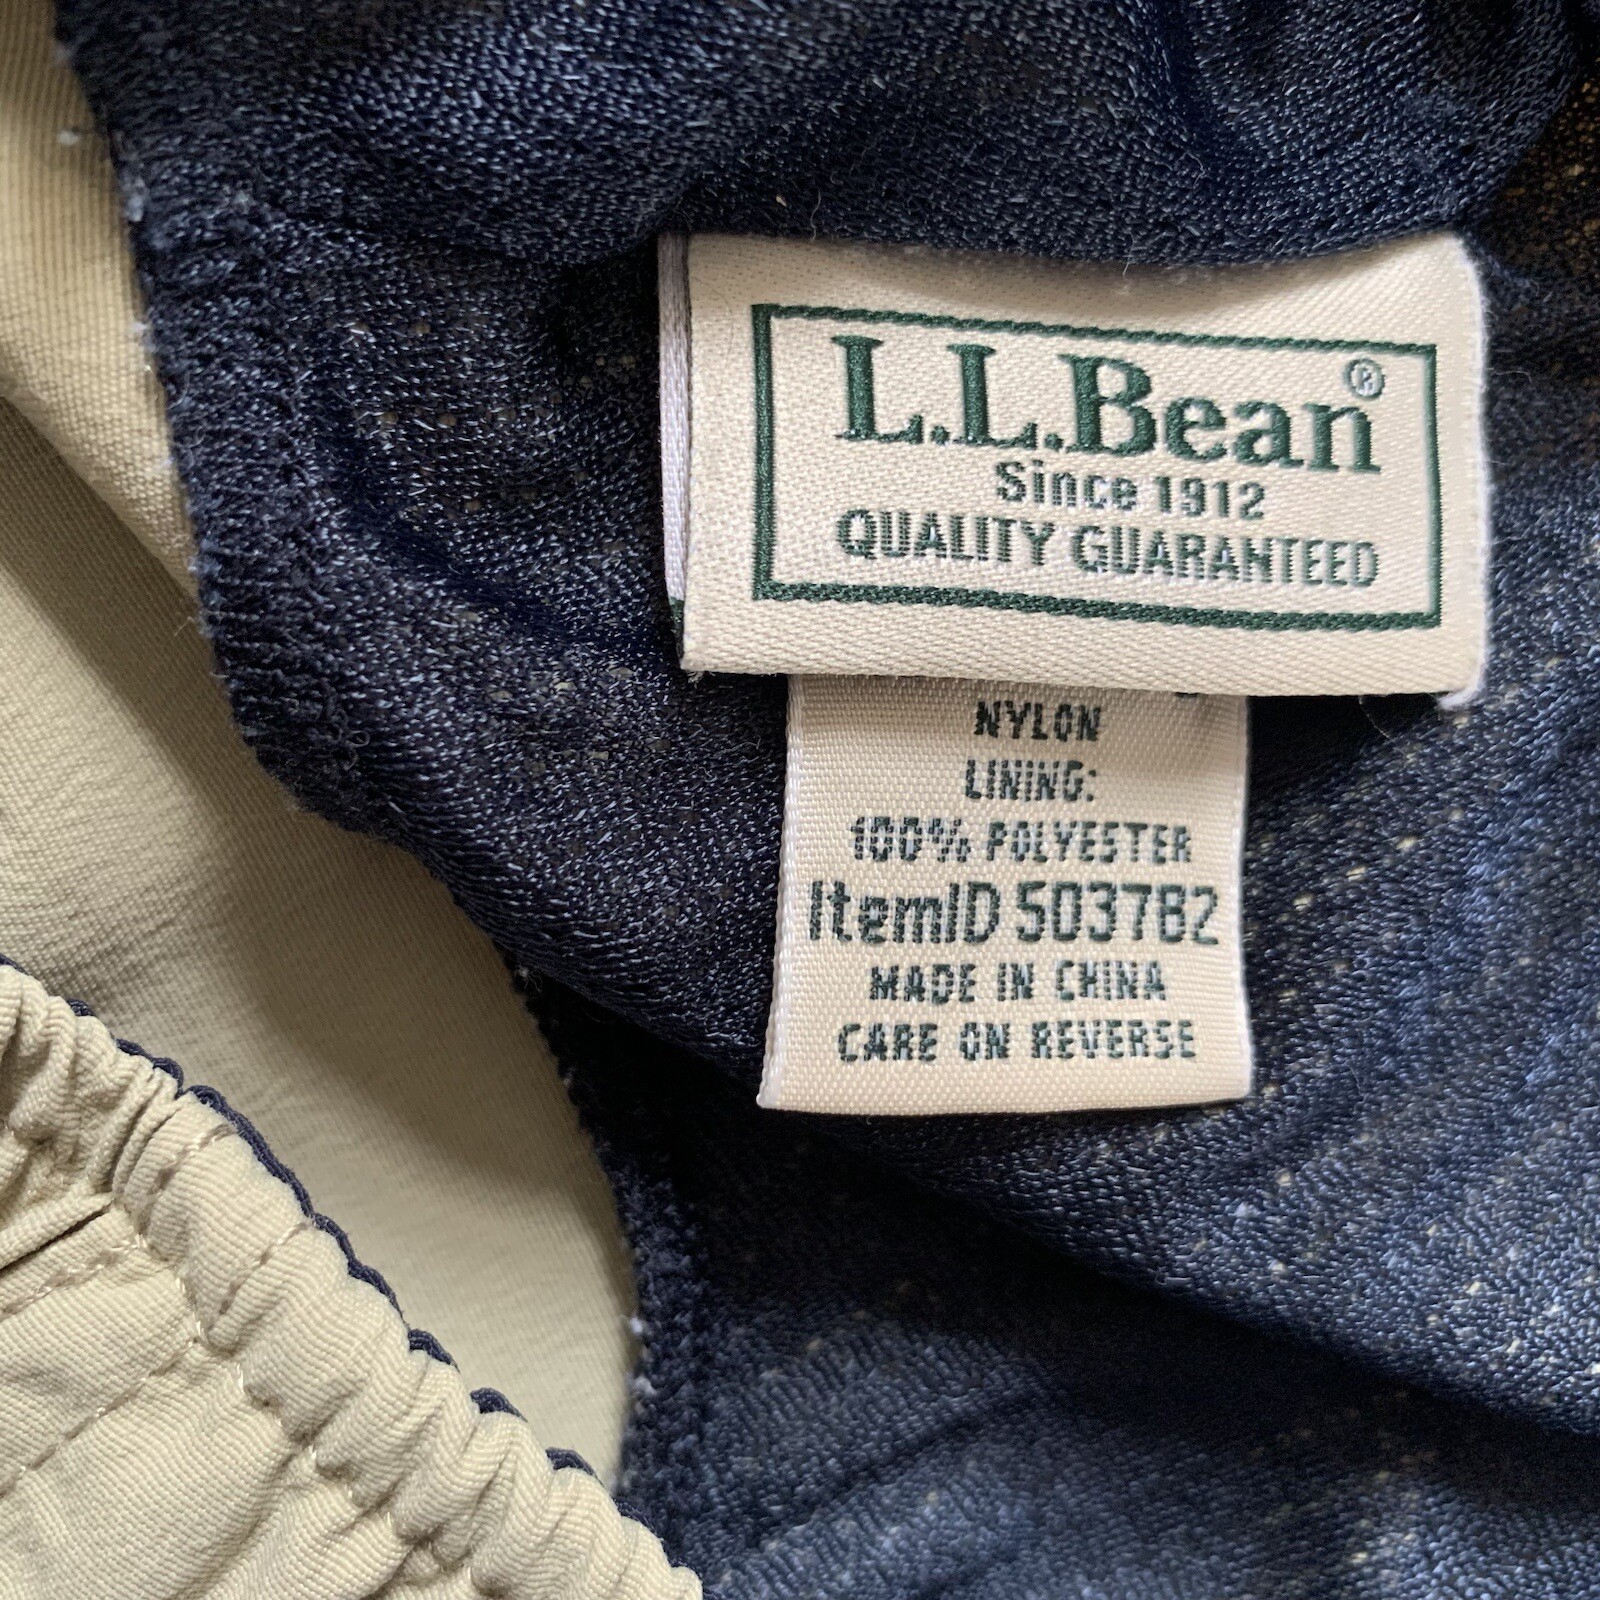 L.L.Bean®
Since 1912
QUALITY GUARANTEED
NYLON
LINING:
100% POLYESTER
ItemID 503782
MADE IN CHINA
CARE ON REVERSE